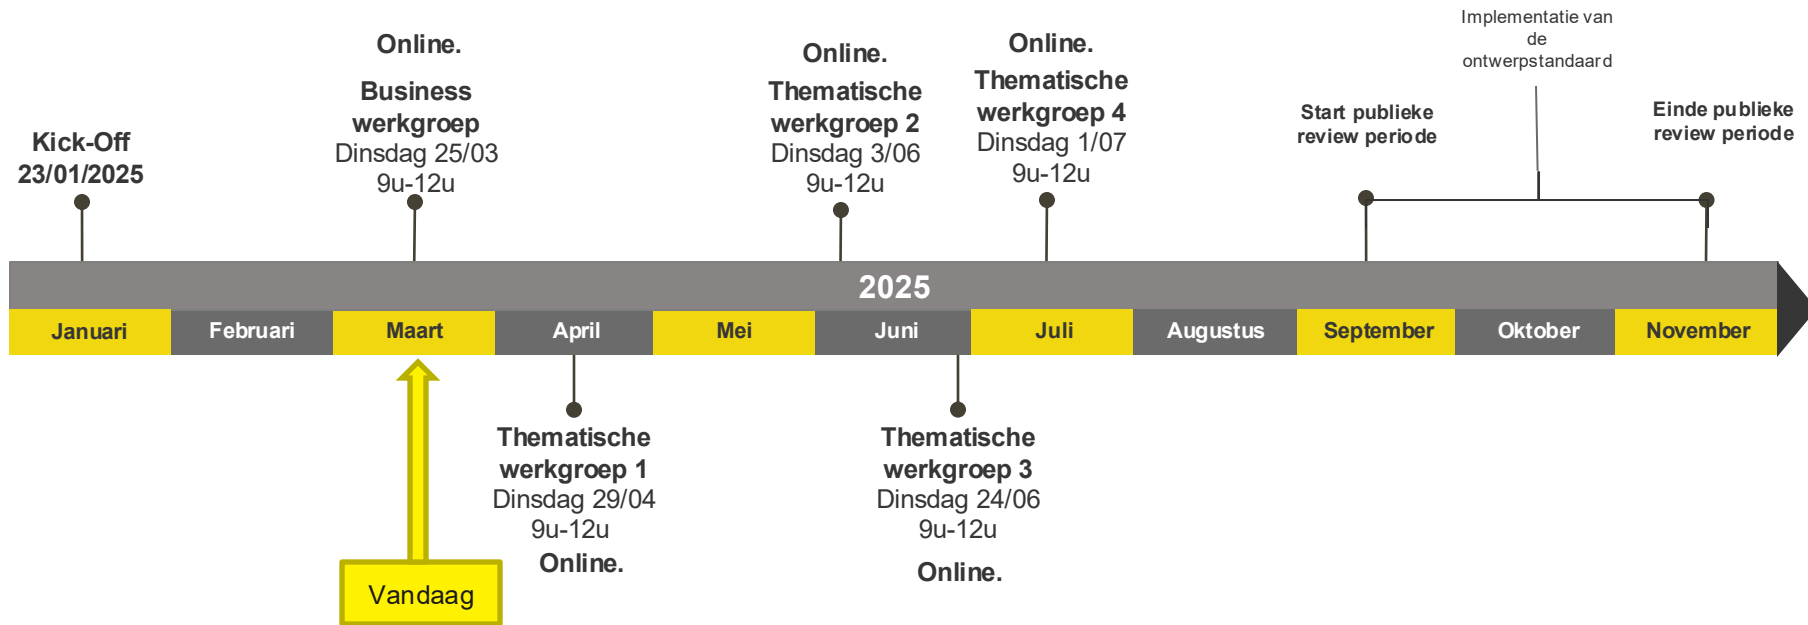 Kick-Off
23/01/2025
Online.
Business
werkgroep
Dinsdag 25/03
9u-12u
Online.
Thematische
werkgroep 2
Dinsdag 3/06
9u-12u
Online.
Thematische
werkgroep 4
Dinsdag 1/07
9u-12u
Start publieke
review periode
Implementatie van
de
ontwerpstandaard
Einde publieke
review periode
2025
Januari
Februari
Maart
April
Mei
Juni
Juli
Augustus
September
Oktober
November
Vandaag
Thematische
werkgroep 1
Dinsdag 29/04
9u-12u
Online.
Thematische
werkgroep 3
Dinsdag 24/06
9u-12u
Online.